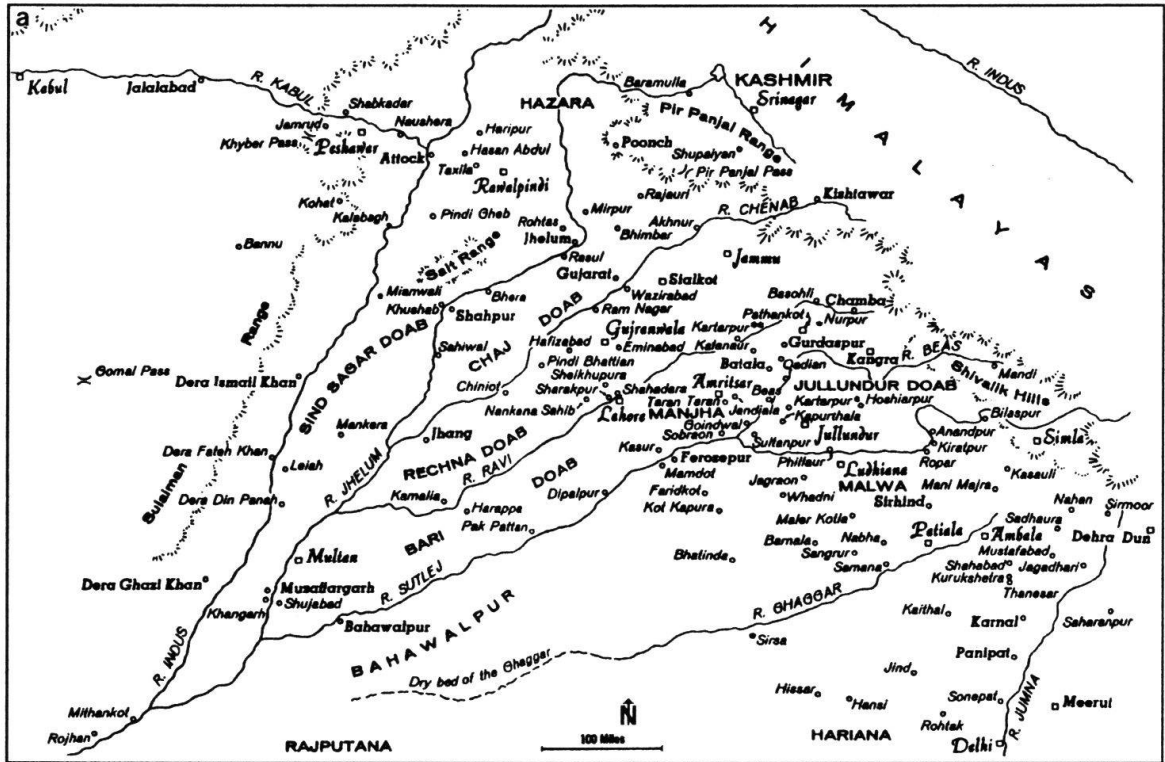 a
HIMALAYAS
R. INDUS
Kabul
Jalalabad
R. KABUL
Shabkadar
Jamrud
Naushera
Khyber Pass
Peshawer
Attock
Haripur
Hasan Abdul
Taxila
Rawalpindi
HAZARA
Baramulla
KASHMIR
Srinagar
Pir Panjal Range
Poonch
Shupaiyan
Pir Panjal Pass
Rajauri
Kishtawar
R. CHENAB
Kohat
Kalabagh
Pindi Gheb
Mirpur
Rohtas
Jhelum
Bhimbar
Akhnur
Bannu
Salt Range
Rasul
Jammu
Gujarat
Sialkot
Mianwali
Bhera
Wazirabad
Khushab
Shahpur
Ram Nagar
Basohli
Chamba
Pathankot
Nurpur
Kartarpur
Gujranwala
Hafizabad
Eminabad
Kalanaur
Gurdaspur
Kangra
R. BEAS
Sahiwal
CHAJ DOAB
Pindi Bhattian
Batala
Qadian
Mandi
Gomal Pass
Sulaiman Range
Dera Ismail Khan
SIND SAGAR DOAB
Chiniot
Sheikhupura
Sharakpur
Shahadera
Amritsar
Beas
JULLUNDUR DOAB
Shivalik Hills
Nankana Sahib
Lahore
Taran Taran
Jandiala
Kartarpur
Hoshiarpur
MANJHA
Kapurthala
Bilaspur
Mankera
Jhang
Goindwal
Sobraon
Sultanpur
Jullundur
Anandpur
Kiratpur
Simla
Dera Fateh Khan
Leiah
RECHNA DOAB
R. RAVI
Kasur
Ferosepur
Phillaur
Ludhiana
Ropar
Kasauli
Mamdot
Dera Din Panah
R. JHELUM
Kamalia
DOAB
Dipalpur
Faridkot
Jagraon
Whadni
MALWA
Mani Majra
Harappa
Kot Kapura
Sirhind
Nahan
Sirmoor
Pak Pattan
Maler Kotla
Sadhaura
BARI
Barnala
Nabha
Patiala
Ambala
Dehra Dun
Multan
Bhatinda
Sangrur
Mustafabad
Samana
Shahabad
Jagadhari
Dera Ghazi Khan
Musaffargarh
Kurukshetra
Khangarh
Shujabad
R. SUTLEJ
R. GHAGGAR
Thanesar
Bahawalpur
Kaithal
Karnal
Saharanpur
BAHAWALPUR
Sirsa
R. INDUS
Panipat
Dry bed of the Ghaggar
Jind
R. JUMNA
Hissar
Hansi
Sonepat
Meerut
Mithankot
N
Rohtak
Rojhan
RAJPUTANA
100 Miles
HARIANA
Delhi